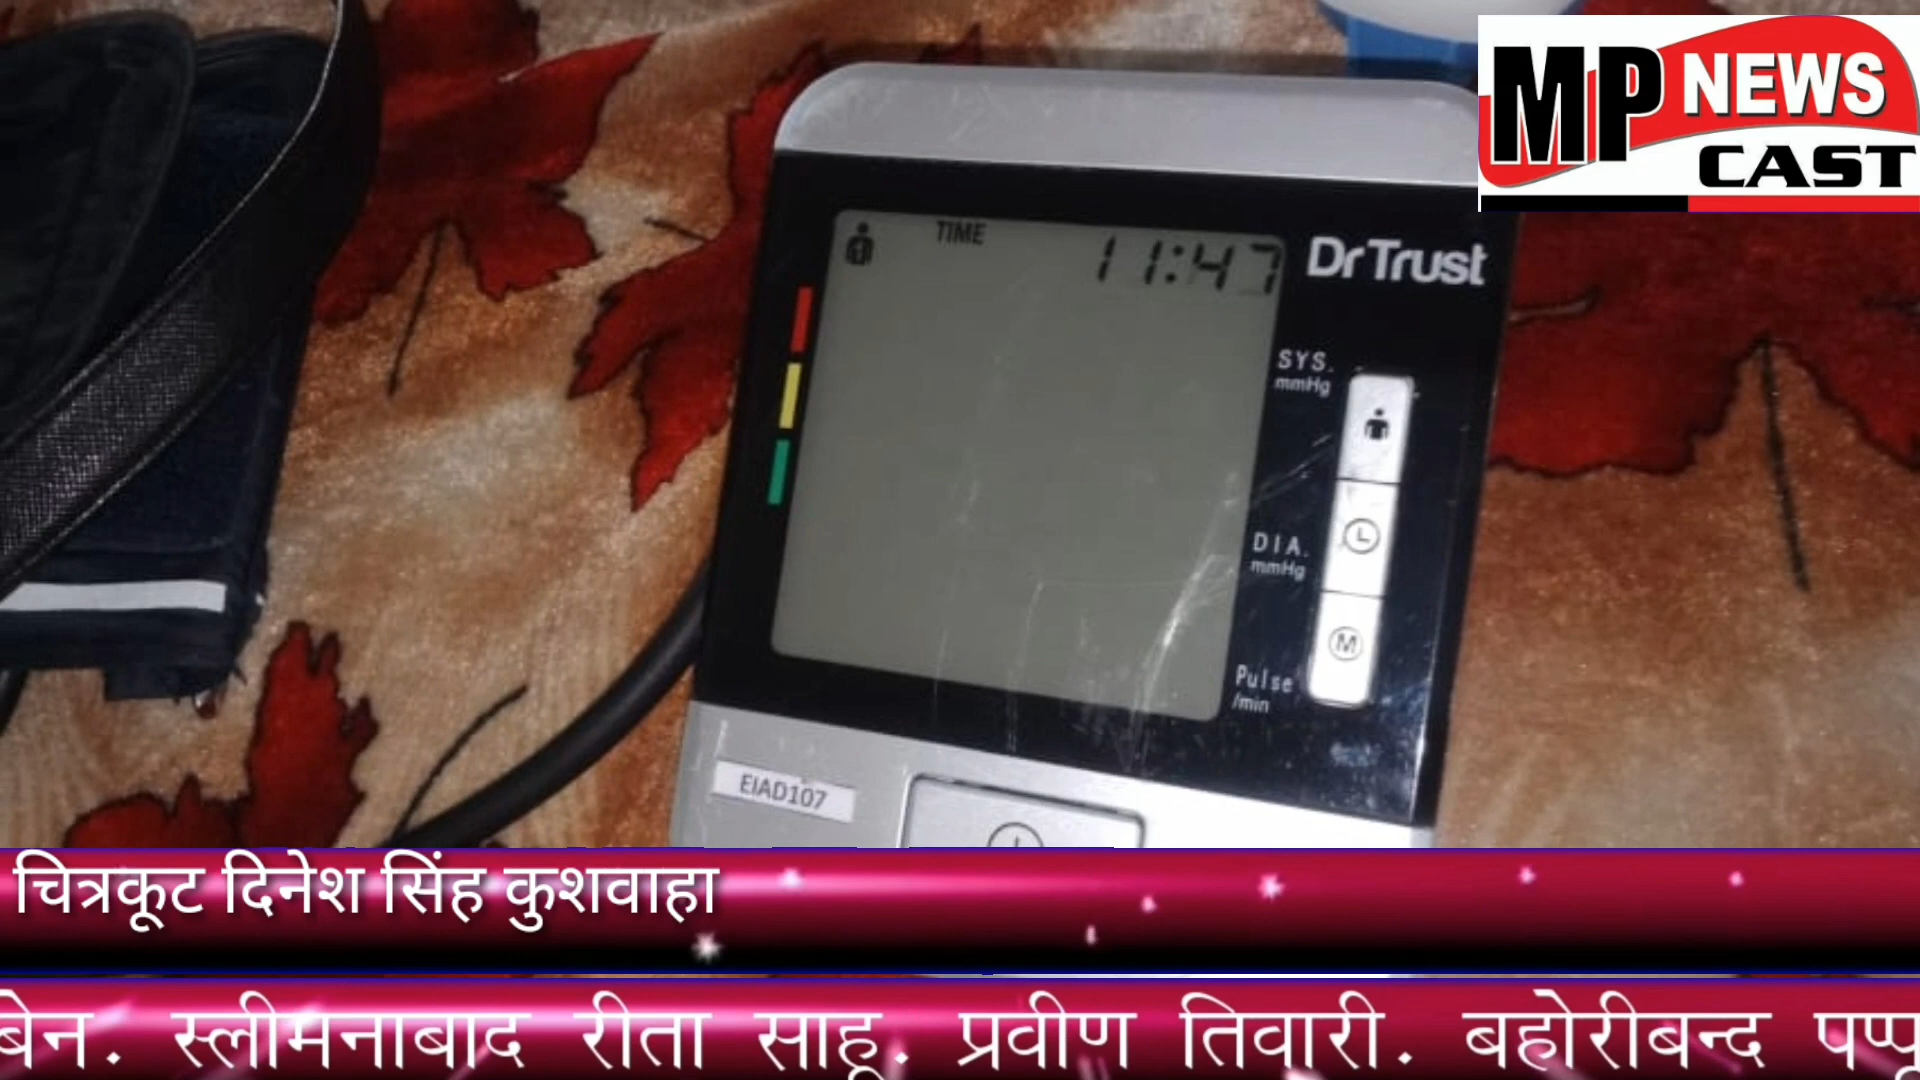 MP NEWS
CAST
TIME 11:47
Dr Trust
SYS.
mmHg
DIA.
mmHg
M
Pulse
/min
EIAD107
चित्रकूट दिनेश सिंह कुशवाहा
बेन. स्लीमनाबाद रीता साहू. प्रवीण तिवारी. बहोरीबन्द पप्पू